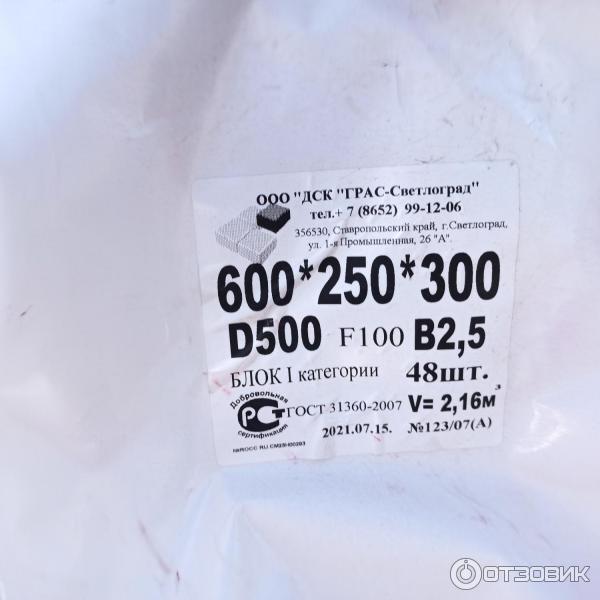 ООО "ДСК "ГРАС-Светлоград"
тел.+ 7 (8652) 99-12-06
356530, Ставропольский край, г.Светлоград,
ул. 1-я Промышленная, 26 "А".
600*250*300
D500 F100 B2,5
БЛОК I категории 48шт.
Добровольная
РСТ
сертификация
ГОСТ 31360-2007 V= 2,16м³
2021.07.15. №123/07(А)
ОТЗОВИК